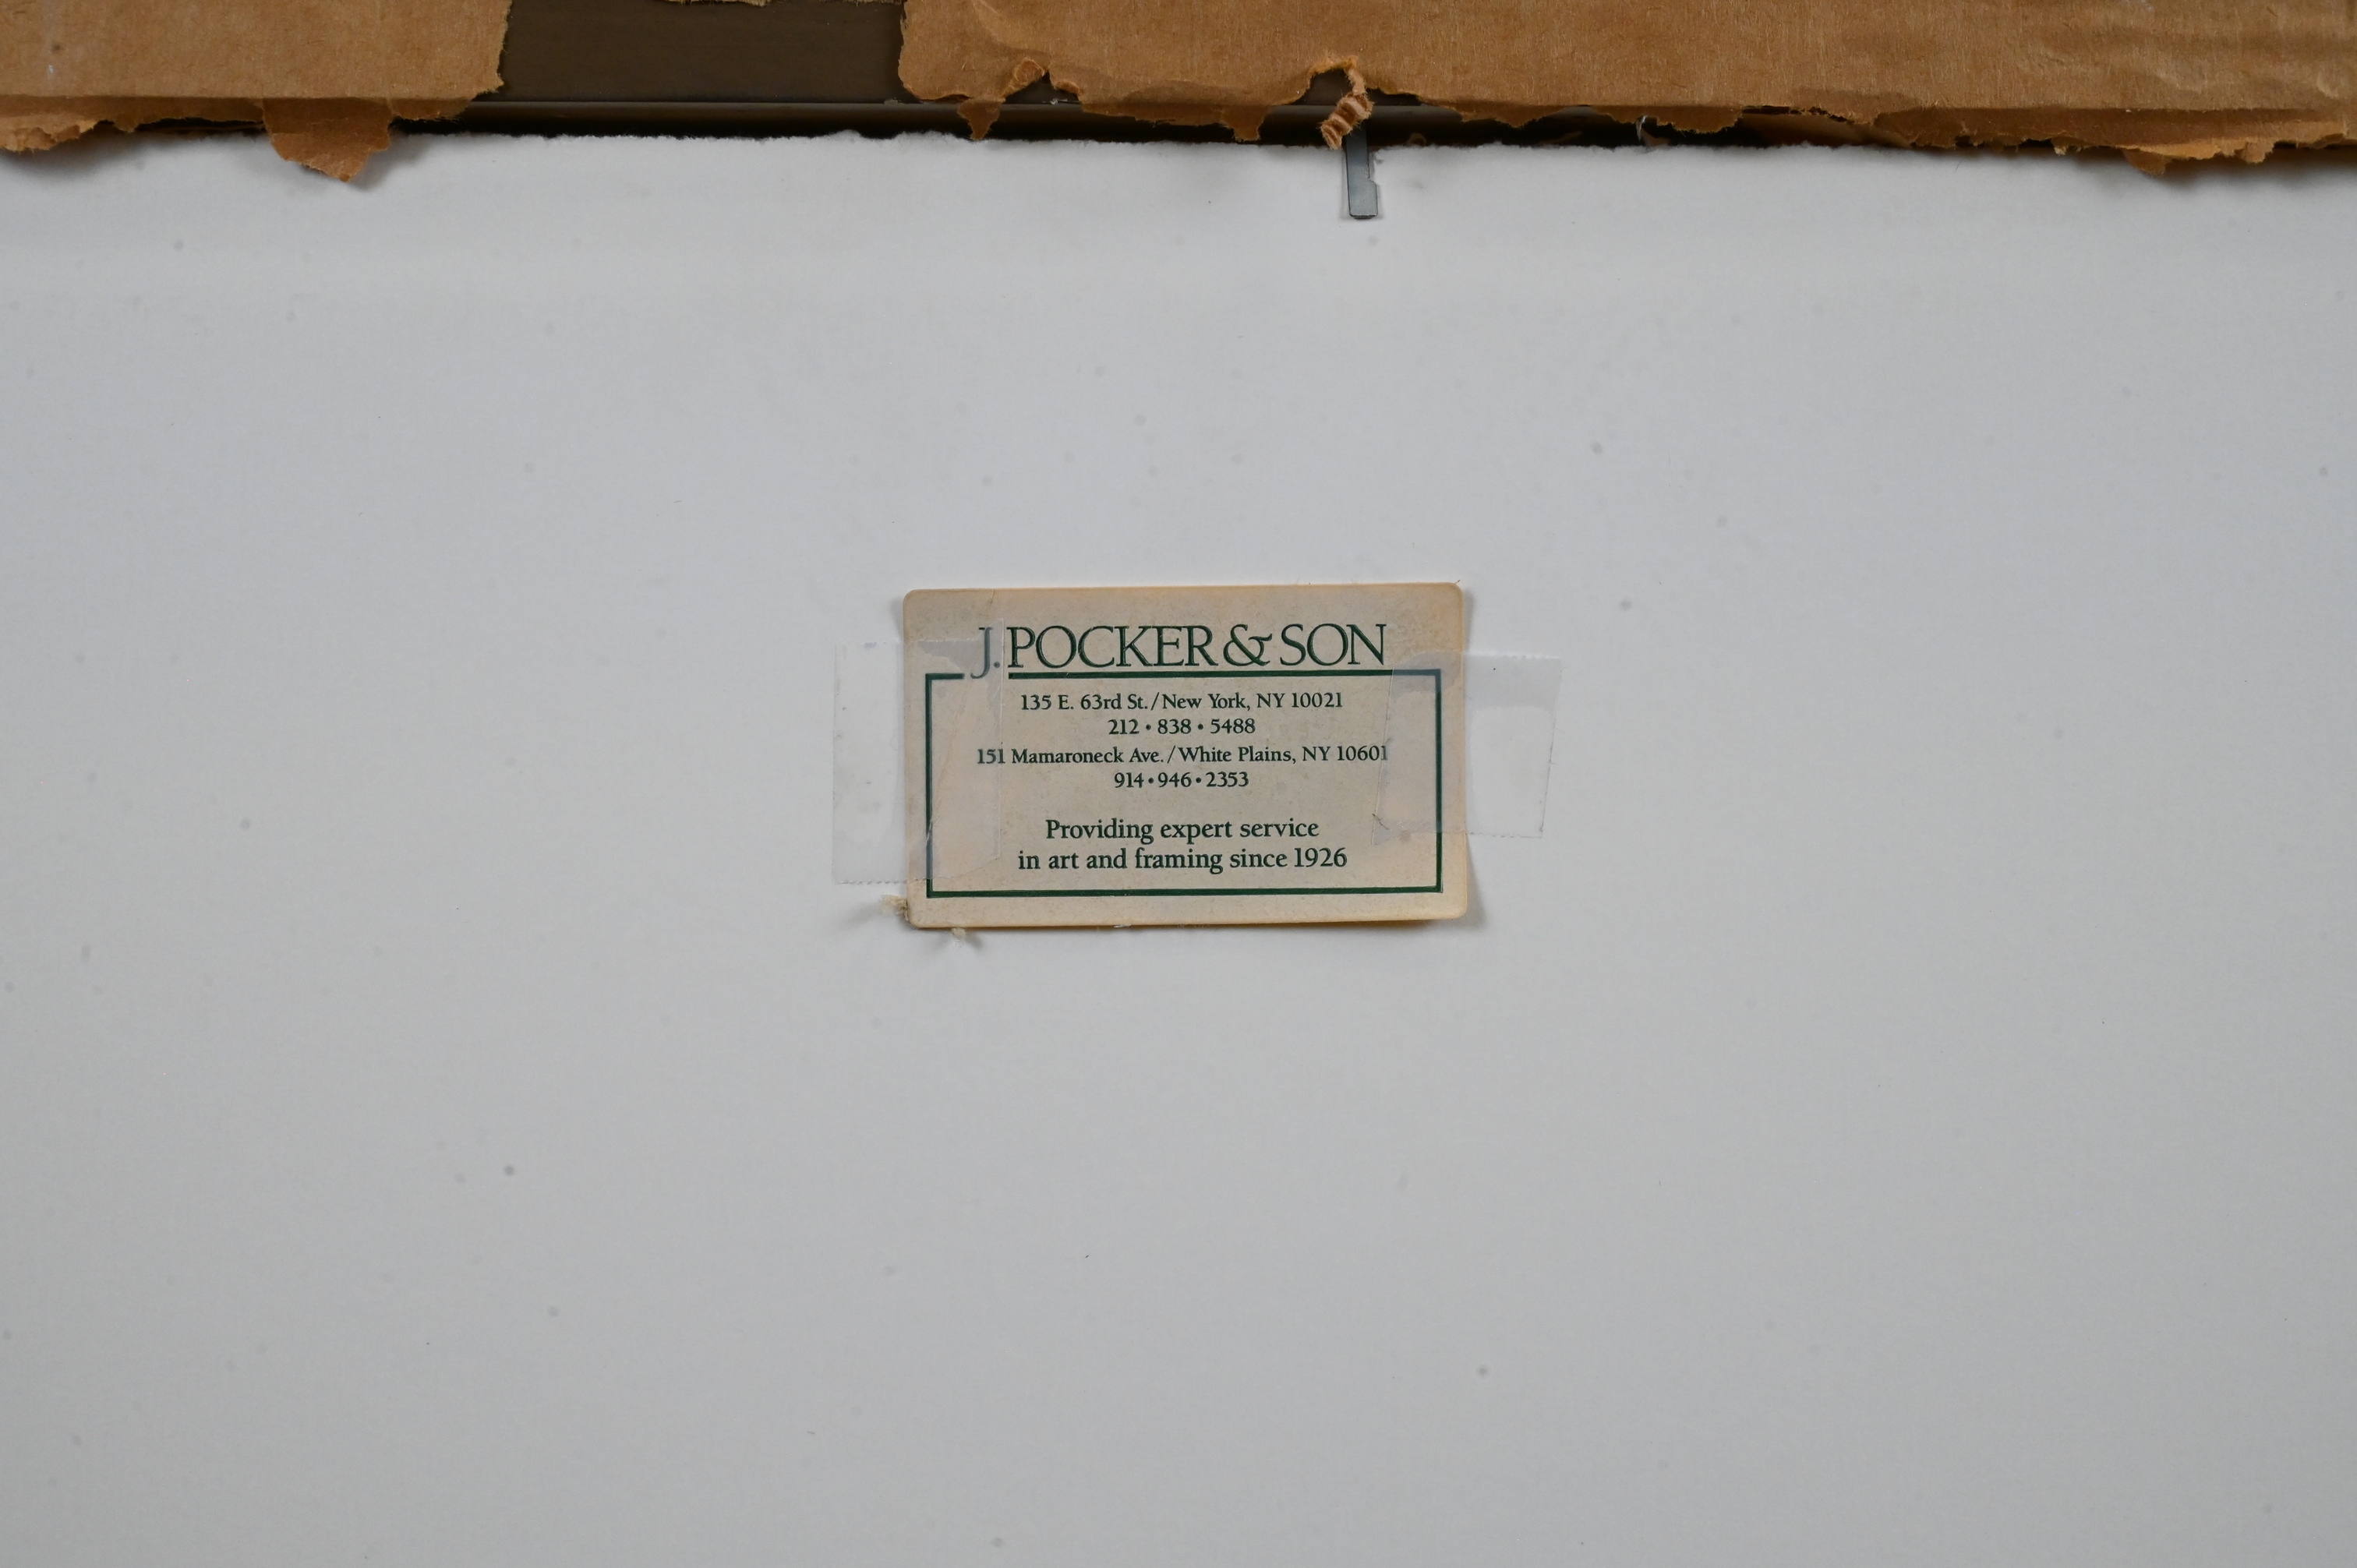 J. POCKER & SON
135 E. 63rd St./New York, NY 10021
212 • 838 • 5488
151 Mamaroneck Ave./White Plains, NY 10601
914 • 946 • 2353
Providing expert service
in art and framing since 1926